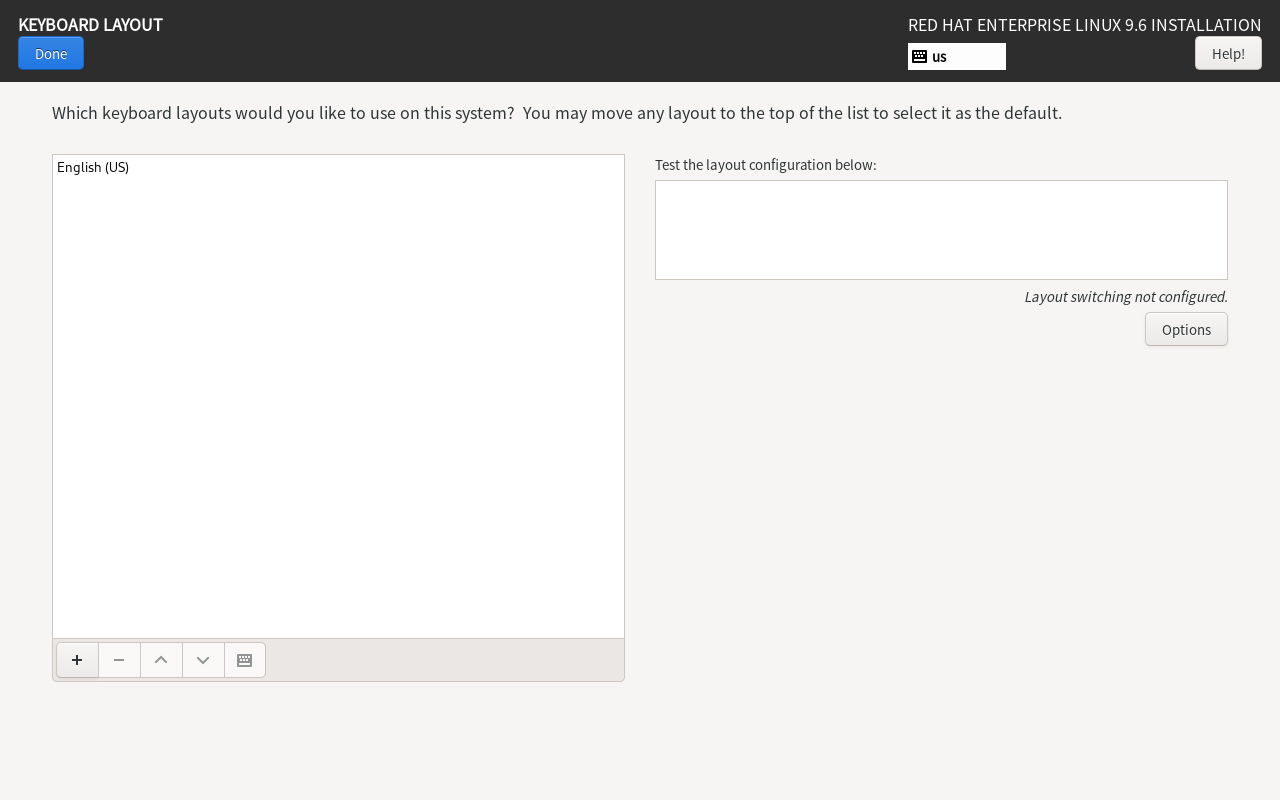 KEYBOARD LAYOUT
RED HAT ENTERPRISE LINUX 9.6 INSTALLATION
Done
us
Help!
Which keyboard layouts would you like to use on this system?  You may move any layout to the top of the list to select it as the default.
English (US)
Test the layout configuration below:
Layout switching not configured.
Options